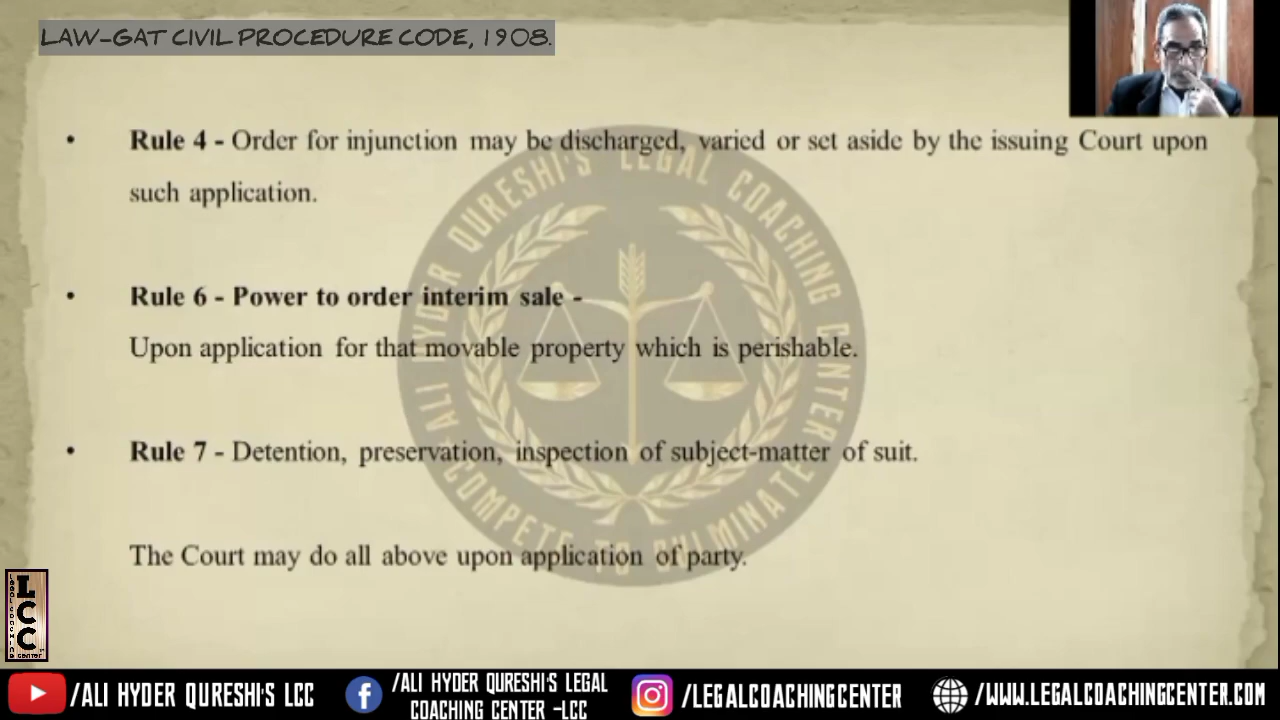 LAW-GAT CIVIL PROCEDURE CODE, 1908.
• Rule 4 - Order for injunction may be discharged, varied or set aside by the issuing Court upon
such application.
• Rule 6 - Power to order interim sale -
Upon application for that movable property which is perishable.
• Rule 7 - Detention, preservation, inspection of subject-matter of suit.
The Court may do all above upon application of party.
ALI HYDER QURESHI'S LEGAL COACHING CENTER
COMPETE TO CULMINATE
LCC
LEGAL COACHING
CENTER
/ALI HYDER QURESHI'S LCC
/ALI HYDER QURESHI'S LEGAL
COACHING CENTER -LCC
/LEGALCOACHINGCENTER
/WWW.LEGALCOACHINGCENTER.COM